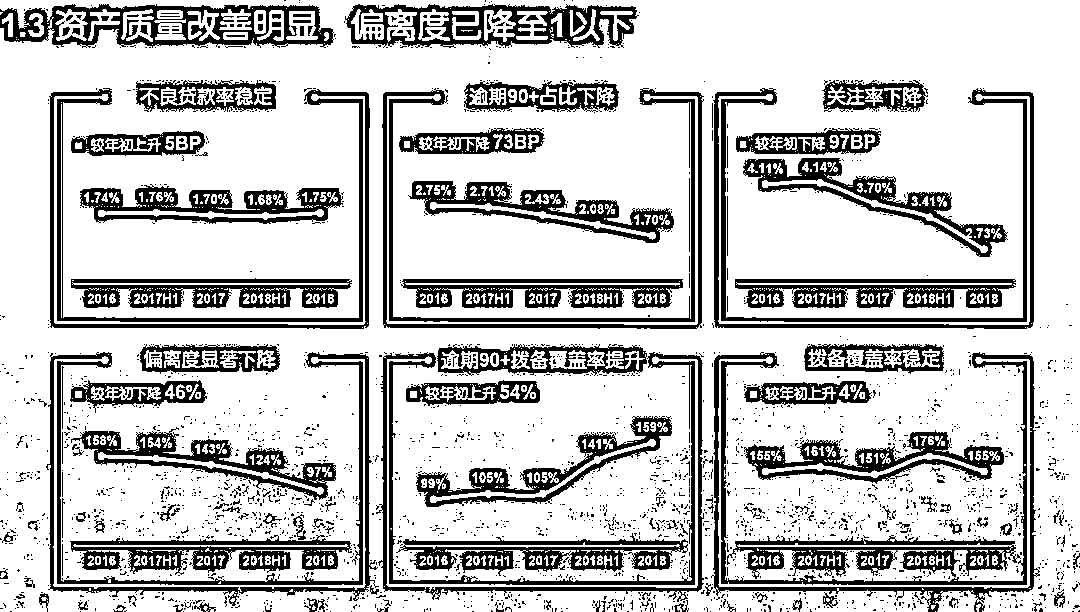 1.3 资产质量改善明显，偏离度已降至1以下
不良贷款率稳定
较年初上升 5BP
1.74% 1.76% 1.70% 1.68% 1.75%
2016 2017H1 2017 2018H1 2018
逾期90+占比下降
较年初下降 73BP
2.75% 2.71% 2.43% 2.08% 1.70%
2016 2017H1 2017 2018H1 2018
关注率下降
较年初下降 97BP
4.11% 4.14% 3.70% 3.41% 2.73%
2016 2017H1 2017 2018H1 2018
偏离度显著下降
较年初下降 46%
158% 154% 143% 124% 97%
2016 2017H1 2017 2018H1 2018
逾期90+拨备覆盖率提升
较年初上升 54%
99% 105% 105% 141% 159%
2016 2017H1 2017 2018H1 2018
拨备覆盖率稳定
较年初上升 4%
155% 161% 151% 176% 155%
2016 2017H1 2017 2018H1 2018